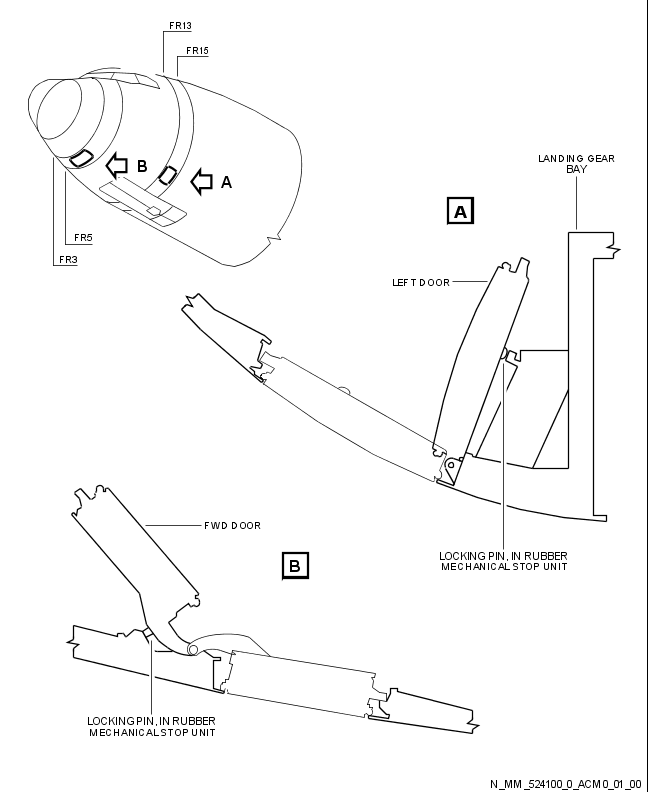 FR13
FR15
B
A
FR5
FR3
LANDING GEAR
BAY
A
LEFT DOOR
FWD DOOR
B
LOCKING PIN, IN RUBBER
MECHANICAL STOP UNIT
LOCKING PIN, IN RUBBER
MECHANICAL STOP UNIT
N_MM_524100_0_ACM0_01_00